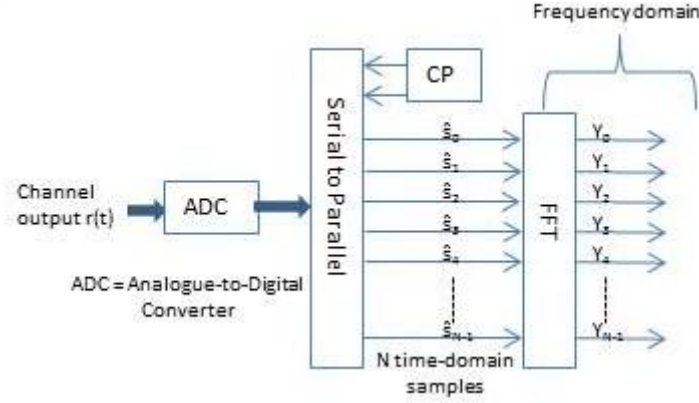 Frequency domain
CP
Serial to Parallel
ŝ0
ŝ1
ŝ2
ŝ3
ŝ4
ŝN-1
FFT
Y0
Y1
Y2
Y3
Y4
YN-1
Channel
output r(t)
ADC
ADC = Analogue-to-Digital
Converter
N time-domain
samples